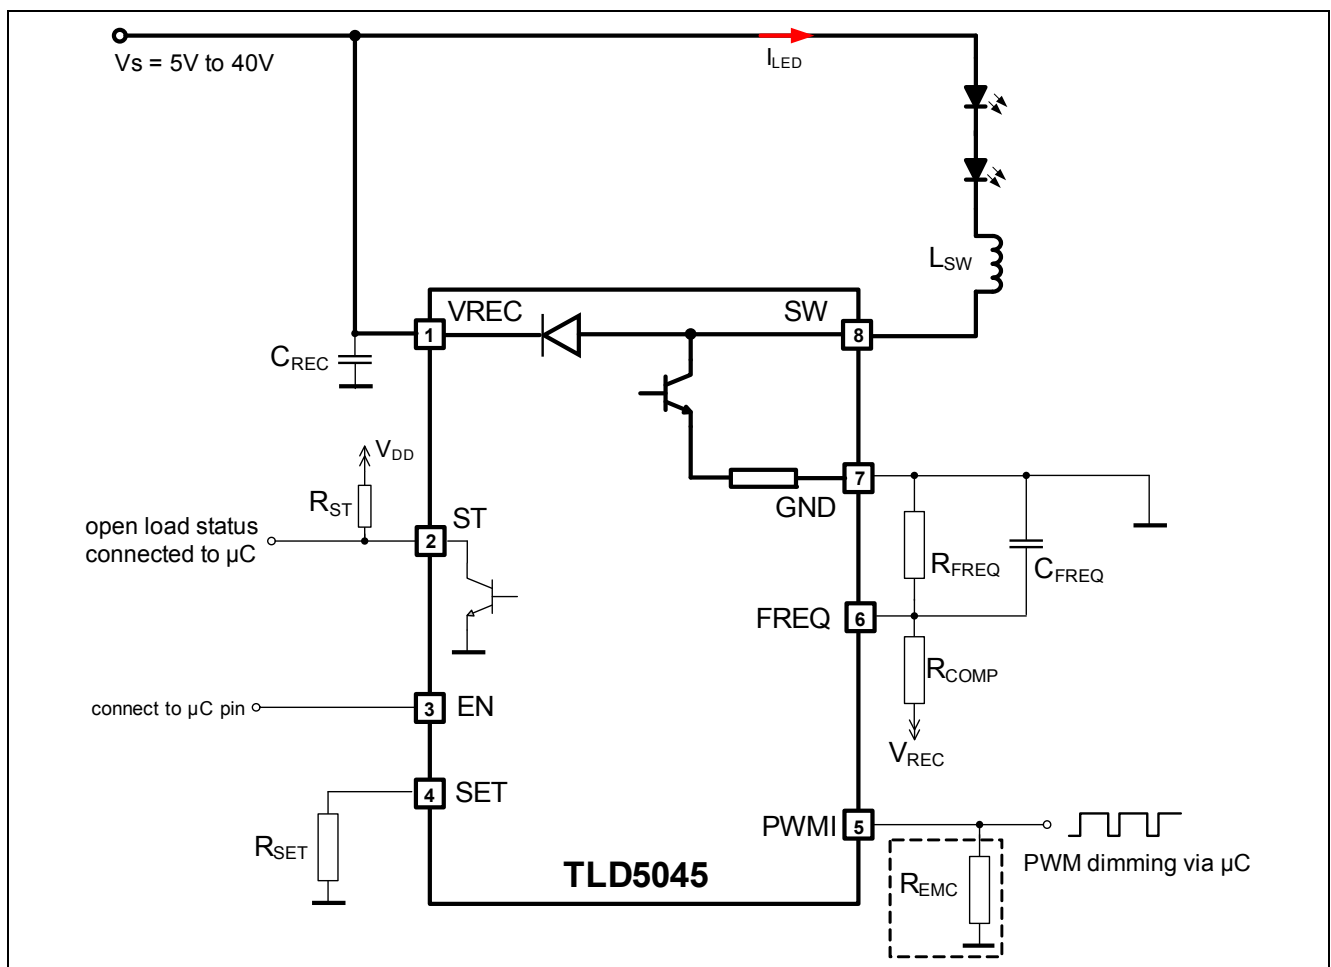 Vs = 5V to 40V
ILED
LSW
VREC
SW
1
8
CREC
VDD
RST
ST
7
GND
open load status
connected to µC
2
RFREQ
CFREQ
FREQ
6
RCOMP
connect to µC pin
3
EN
VREC
4
SET
PWMI
5
RSET
TLD5045
REMC
PWM dimming via µC